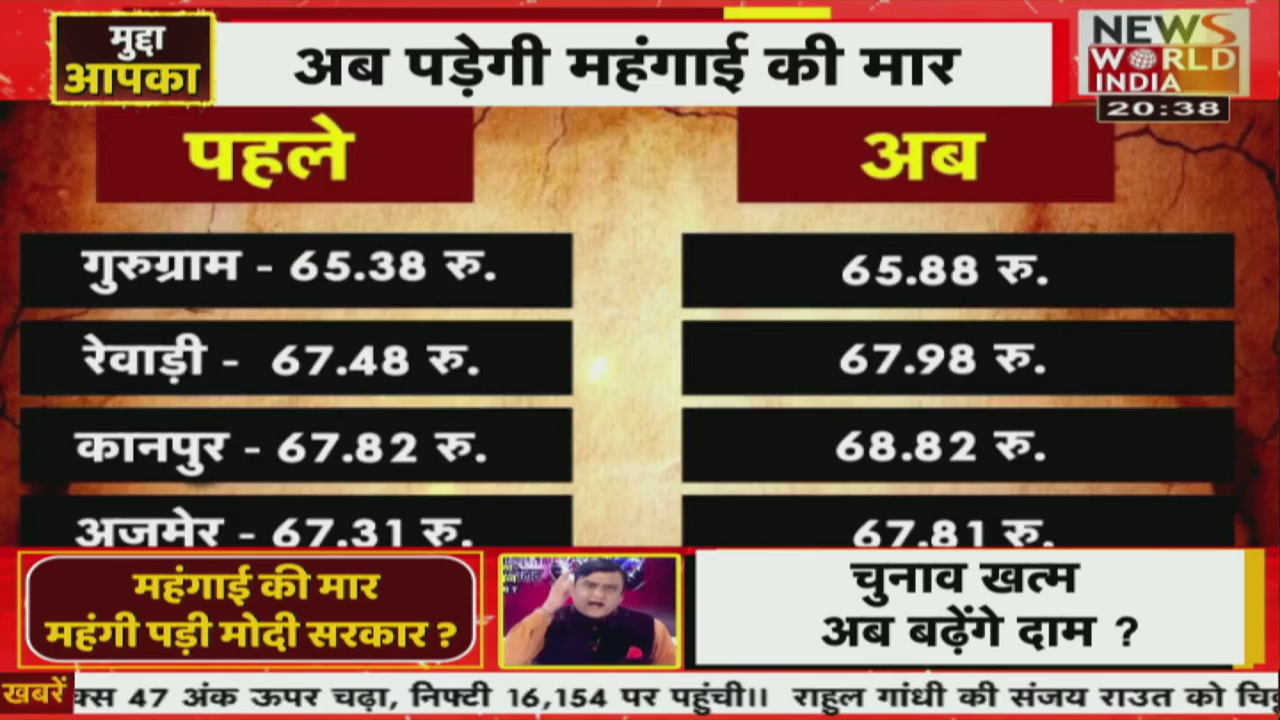 मुद्दा
आपका
अब पड़ेगी महंगाई की मार
NEWS
WORLD
INDIA
20:38
पहले
अब
गुरुग्राम - 65.38 रु.
65.88 रु.
रेवाड़ी - 67.48 रु.
67.98 रु.
कानपुर - 67.82 रु.
68.82 रु.
अजमेर - 67.31 रु.
67.81 रु.
महंगाई की मार
महंगी पड़ी मोदी सरकार ?
चुनाव खत्म
अब बढ़ेंगे दाम ?
खबरें
क्स 47 अंक ऊपर चढ़ा, निफ्टी 16,154 पर पहुंची।। राहुल गांधी की संजय राउत को